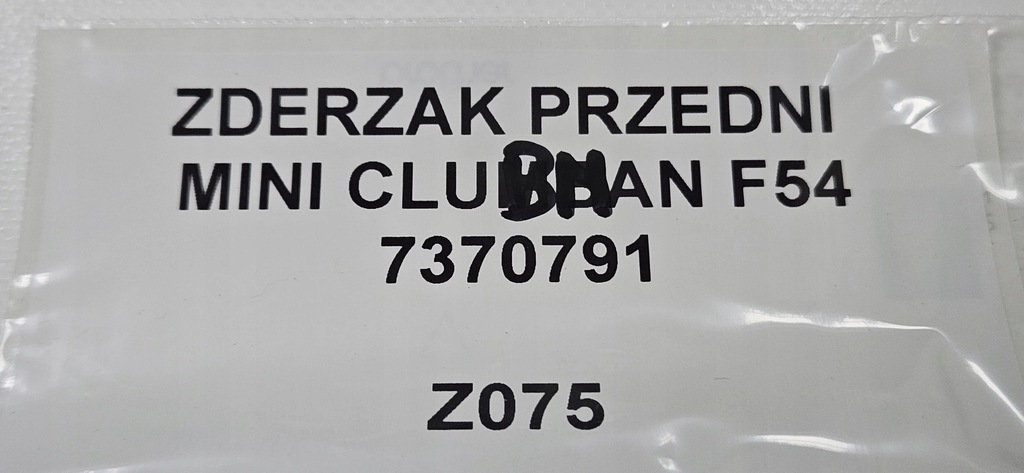 ZDERZAK PRZEDNI
MINI CLUBMAN F54
7370791
Z075